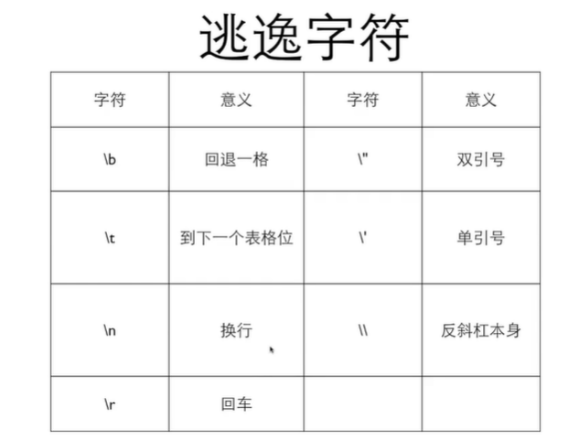 逃逸字符
字符 意义 字符 意义
\b 回退一格 \" 双引号
\t 到下一个表格位 \' 单引号
\n 换行 \\ 反斜杠本身
\r 回车